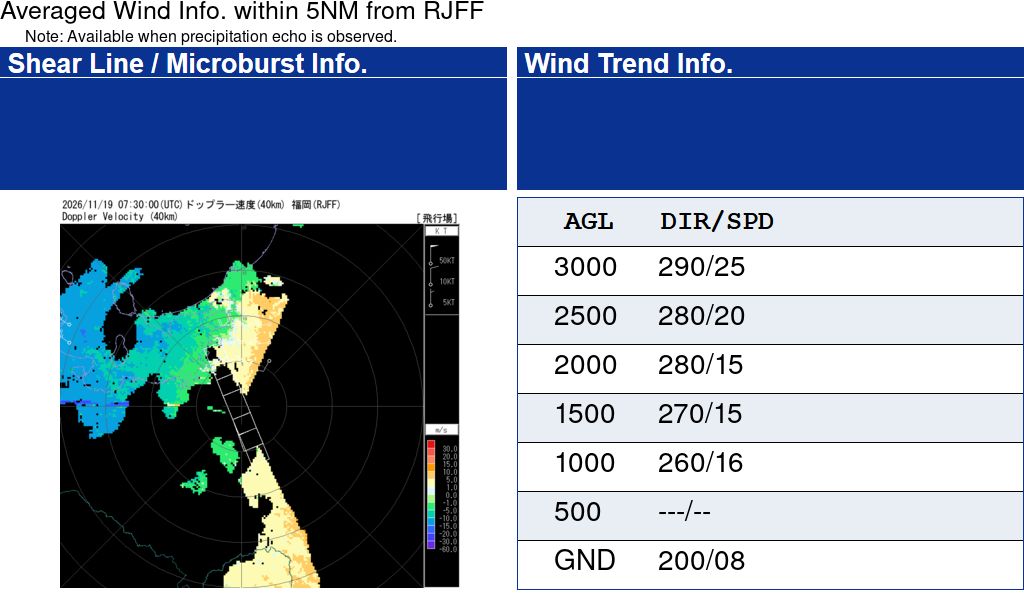 Averaged Wind Info. within 5NM from RJFF
Note: Available when precipitation echo is observed.
Shear Line / Microburst Info.
Wind Trend Info.
2026/11/19 07:30:00(UTC) ドップラー速度(40km) 福岡(RJFF)
Doppler Velocity (40km)
[飛行場]
KT
50KT
10KT
5KT
m/s
30.0
20.0
15.0
10.0
5.0
1.0
0.0
-1.0
-5.0
-10.0
-15.0
-20.0
-30.0
-60.0
AGL DIR/SPD
3000 290/25
2500 280/20
2000 280/15
1500 270/15
1000 260/16
500 ---/--
GND 200/08